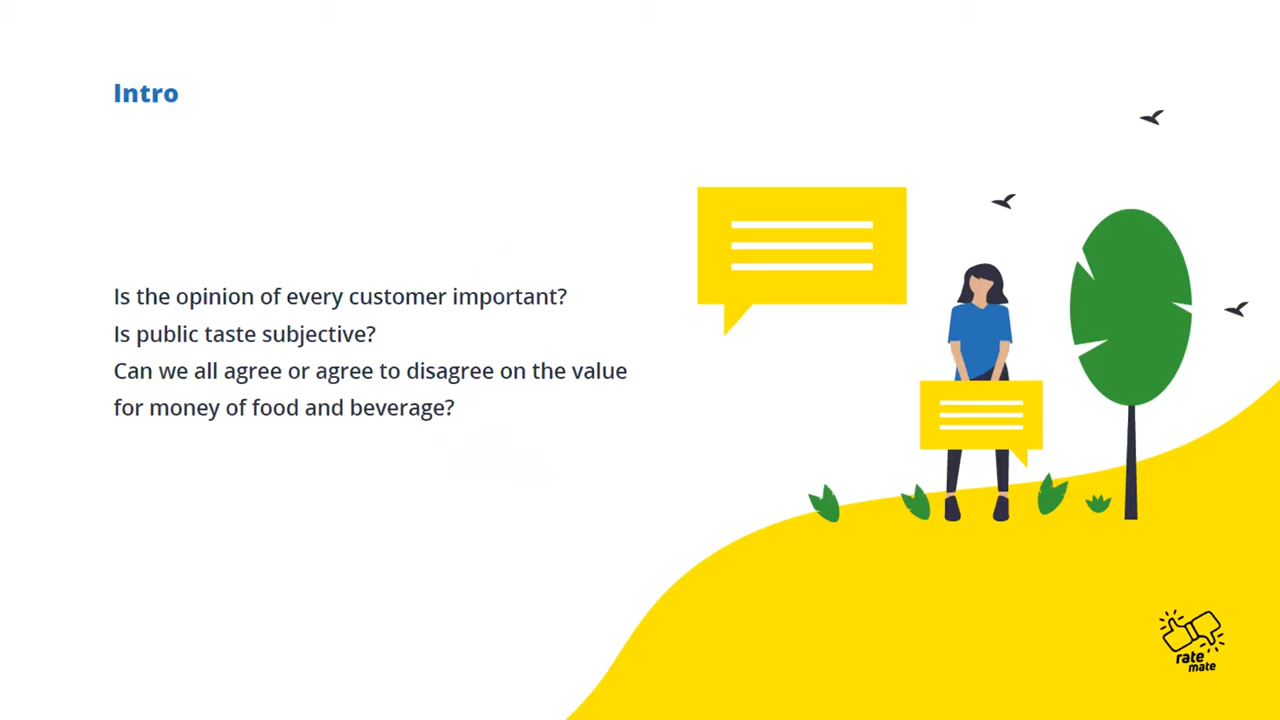 Intro
Is the opinion of every customer important?
Is public taste subjective?
Can we all agree or agree to disagree on the value
for money of food and beverage?
rate
mate